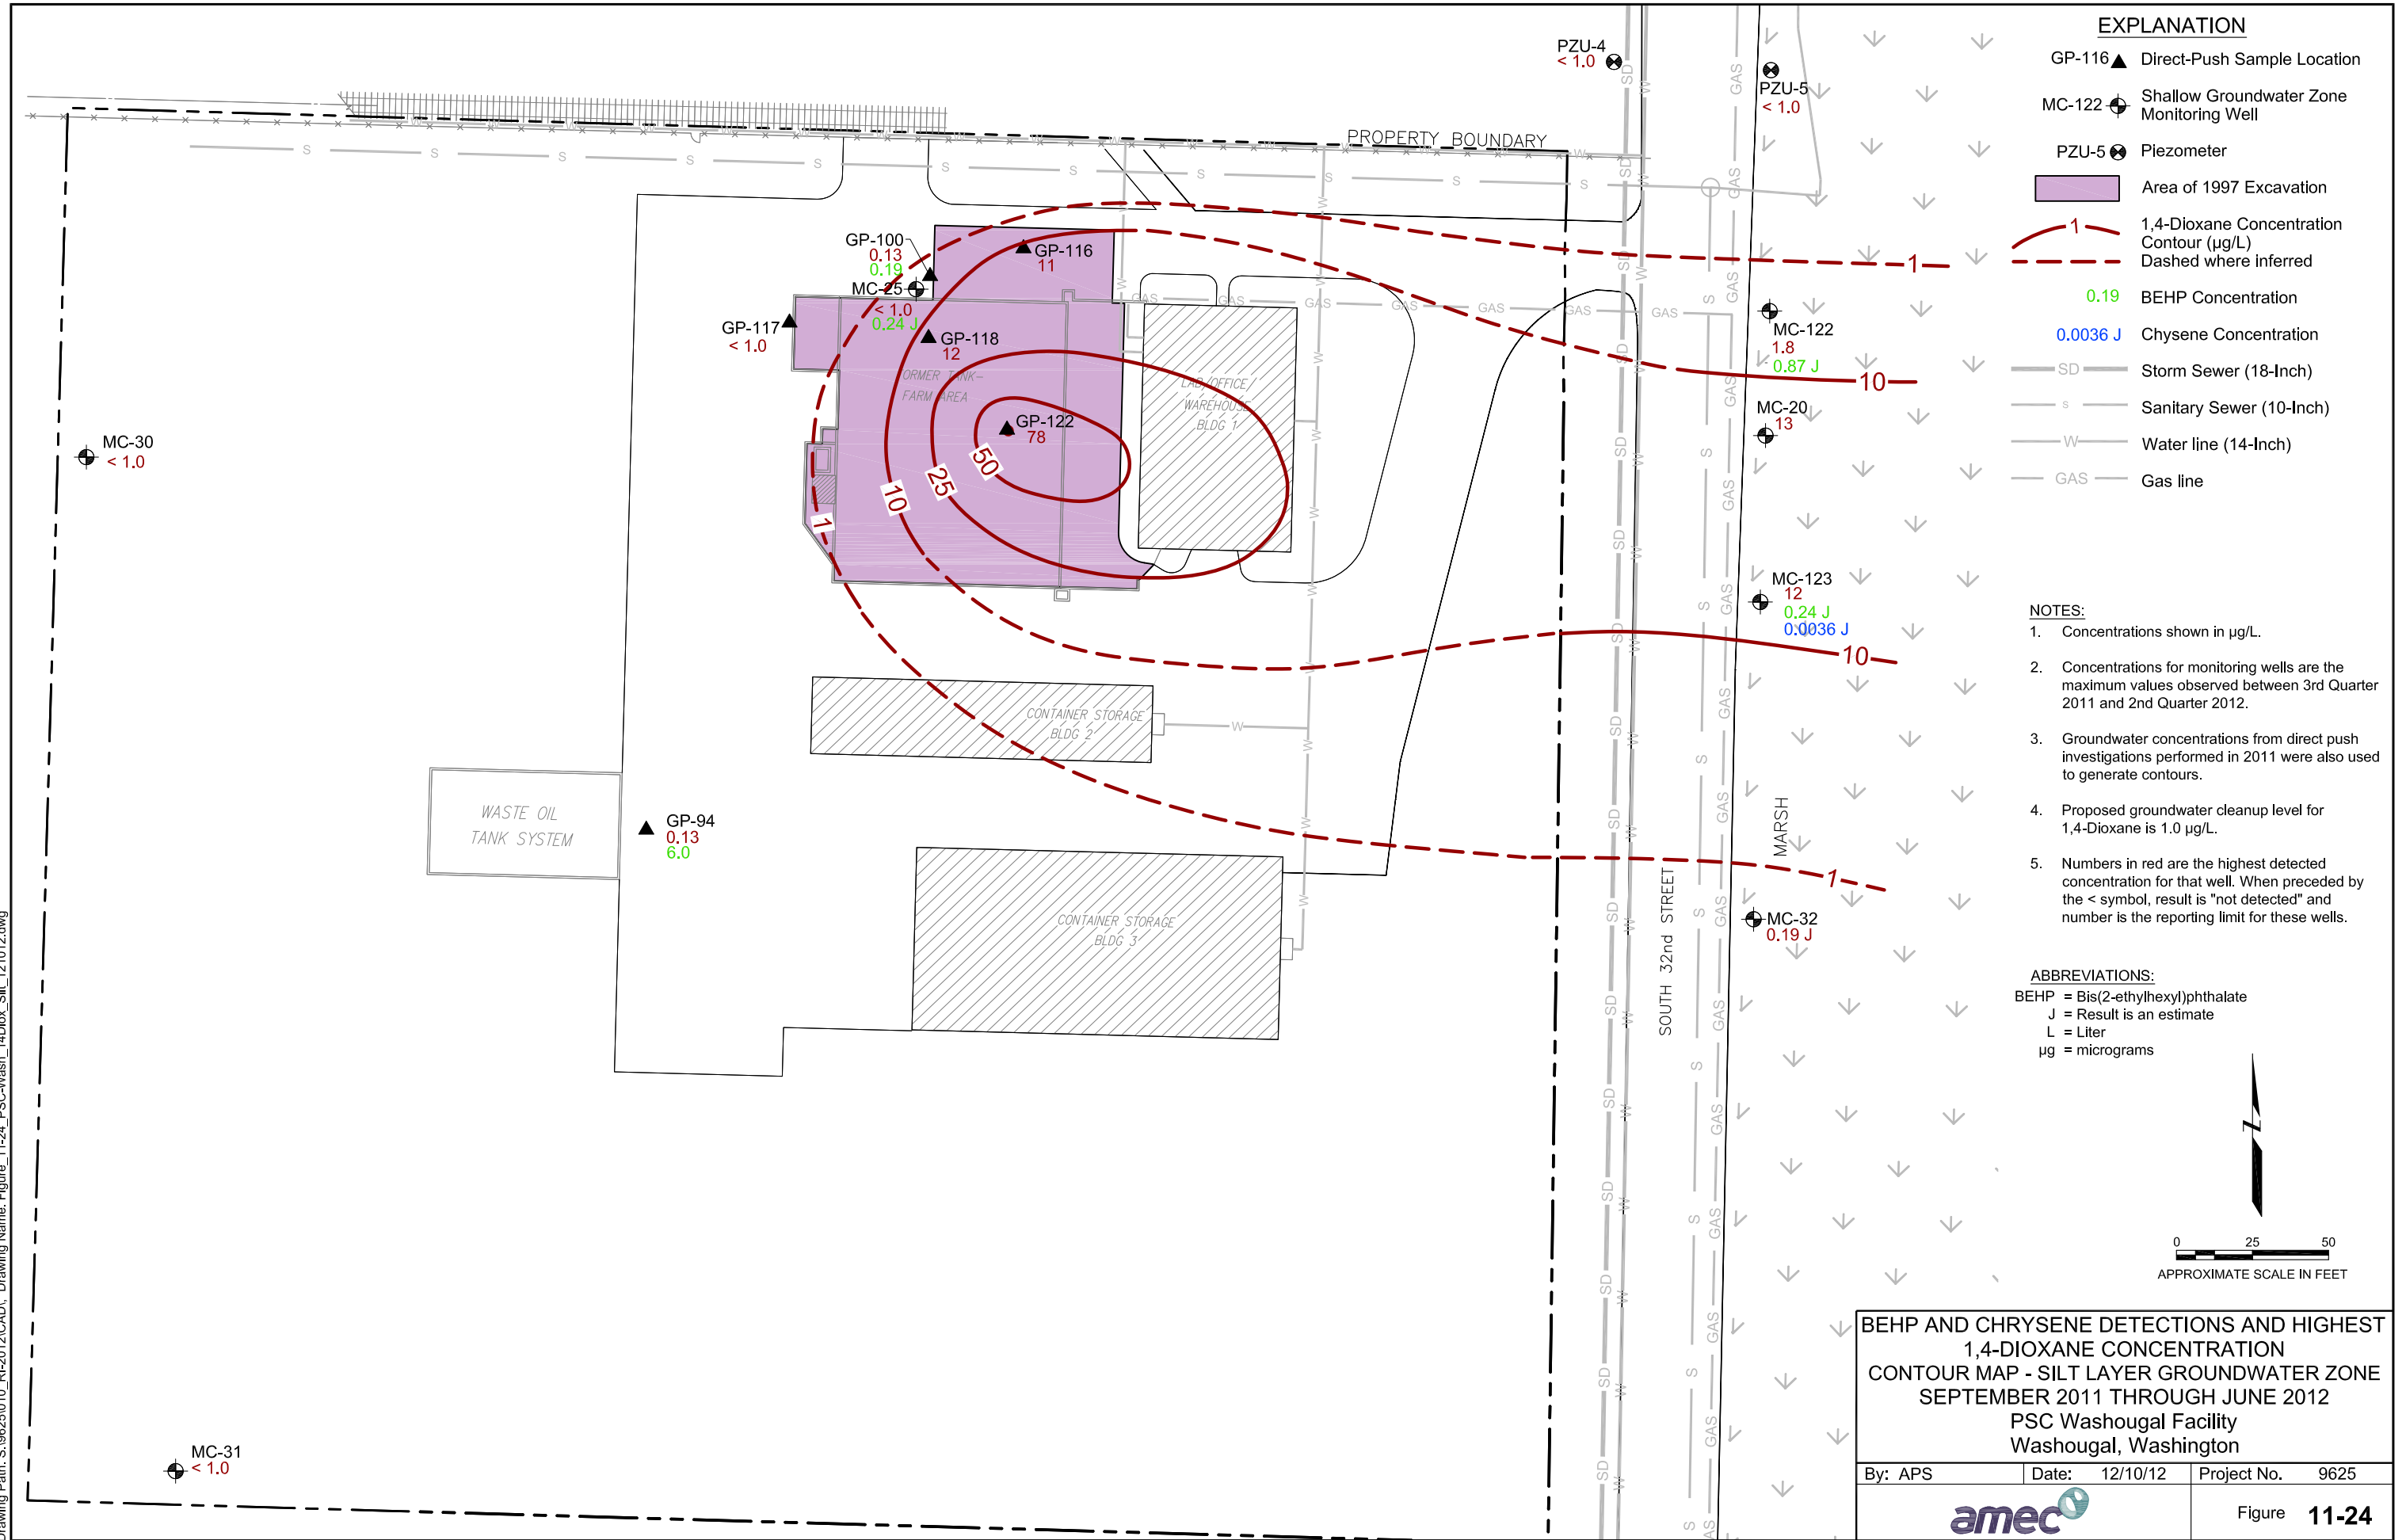 EXPLANATION
GP-116 Direct-Push Sample Location
MC-122 Shallow Groundwater Zone
Monitoring Well
PZU-5 Piezometer
Area of 1997 Excavation
1 1,4-Dioxane Concentration
Contour (µg/L)
Dashed where inferred
0.19 BEHP Concentration
0.0036 J Chysene Concentration
SD Storm Sewer (18-Inch)
S Sanitary Sewer (10-Inch)
W Water line (14-Inch)
GAS Gas line
NOTES:
1. Concentrations shown in µg/L.
2. Concentrations for monitoring wells are the
maximum values observed between 3rd Quarter
2011 and 2nd Quarter 2012.
3. Groundwater concentrations from direct push
investigations performed in 2011 were also used
to generate contours.
4. Proposed groundwater cleanup level for
1,4-Dioxane is 1.0 µg/L.
5. Numbers in red are the highest detected
concentration for that well. When preceded by
the < symbol, result is "not detected" and
number is the reporting limit for these wells.
ABBREVIATIONS:
BEHP = Bis(2-ethylhexyl)phthalate
J = Result is an estimate
L = Liter
µg = micrograms
0 25 50
APPROXIMATE SCALE IN FEET
PZU-4
< 1.0
PZU-5
< 1.0
PROPERTY BOUNDARY
GP-100
0.13
0.19
MC-25
< 1.0
0.24 J
GP-116
11
GP-117
< 1.0
GP-118
12
ORMER TANK-
FARM AREA
GP-122
78
50
25
10
1
LAB/OFFICE/
WAREHOUSE
BLDG 1
1
MC-122
1.8
0.87 J
10
MC-20
13
MC-30
< 1.0
MC-123
12
0.24 J
0.0036 J
10
CONTAINER STORAGE
BLDG 2
WASTE OIL
TANK SYSTEM
GP-94
0.13
6.0
MARSH
1
CONTAINER STORAGE
BLDG 3
SOUTH 32nd STREET
MC-32
0.19 J
MC-31
< 1.0
BEHP AND CHRYSENE DETECTIONS AND HIGHEST
1,4-DIOXANE CONCENTRATION
CONTOUR MAP - SILT LAYER GROUNDWATER ZONE
SEPTEMBER 2011 THROUGH JUNE 2012
PSC Washougal Facility
Washougal, Washington
By: APS Date: 12/10/12 Project No. 9625
amec
Figure 11-24